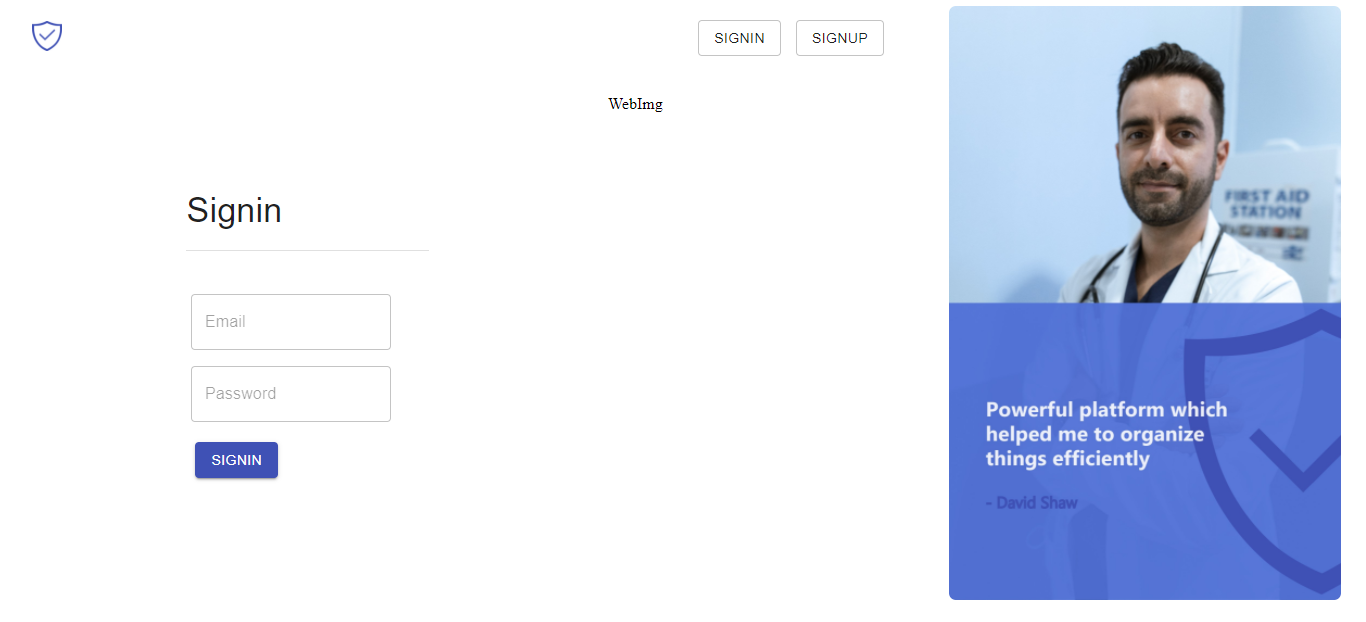 SIGNIN SIGNUP
WebImg
Signin
Email
Password
SIGNIN
FIRST AID
STATION
Powerful platform which
helped me to organize
things efficiently
- David Shaw